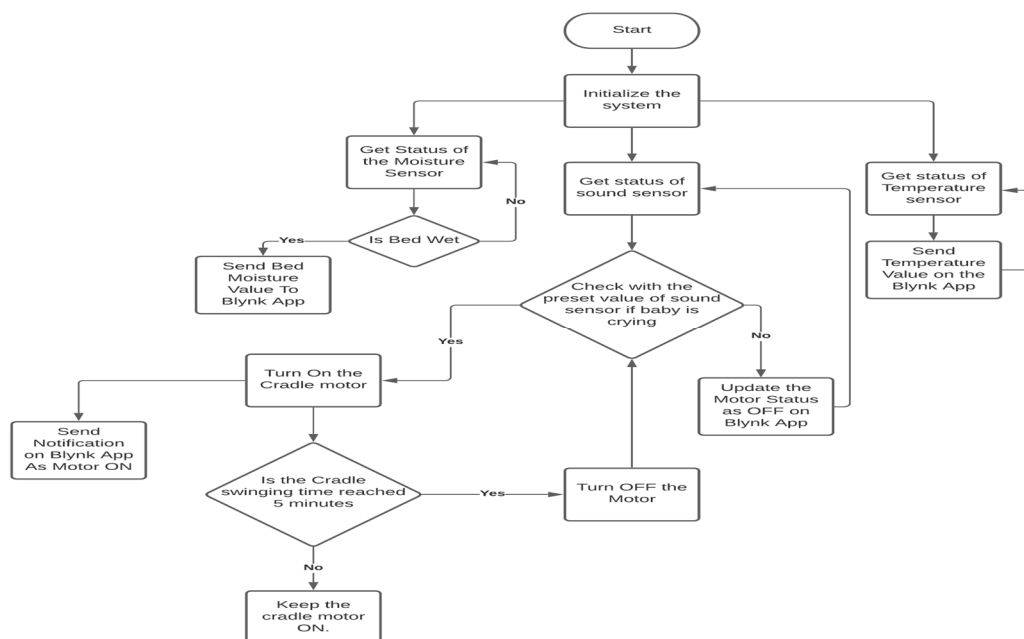 Start
Initialize the
system
Get Status of
the Moisture
Sensor
No
Is Bed Wet
Yes
Send Bed
Moisture
Value To
Blynk App
Get status of
sound sensor
Get status of
Temperature
sensor
Send
Temperature
Value on the
Blynk App
Check with the
preset value of sound
sensor if baby is
crying
Yes
No
Update the
Motor Status
as OFF on
Blynk App
Turn On the
Cradle motor
Send
Notification
on Blynk App
As Motor ON
Is the Cradle
swinging time reached
5 minutes
Yes
Turn OFF the
Motor
No
Keep the
cradle motor
ON.